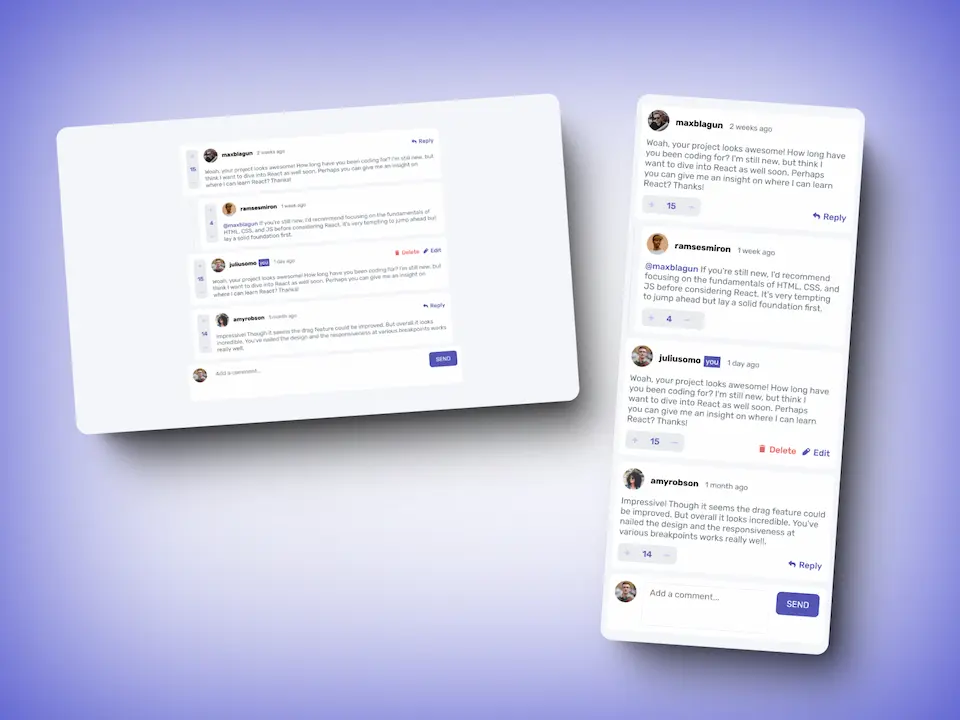 maxblagun 2 weeks ago
Reply
15
Woah, your project looks awesome! How long have you been coding for? I'm still new, but
think I want to dive into React as well soon. Perhaps you can give me an insight on
where I can learn React? Thanks!
ramsesmiron 1 week ago
4
@maxblagun If you're still new, I'd recommend focusing on the fundamentals of
HTML, CSS, and JS before considering React. It's very tempting to jump ahead but
lay a solid foundation first.
juliusomo you 1 day ago
Delete Edit
15
Woah, your project looks awesome! How long have you been coding for? I'm still new, but
think I want to dive into React as well soon. Perhaps you can give me an insight on
where I can learn React? Thanks!
amyrobson 1 month ago
Reply
14
Impressive! Though it seems the drag feature could be improved. But overall it looks
incredible. You've nailed the design and the responsiveness at various breakpoints works
really well.
Add a comment...
SEND
maxblagun 2 weeks ago
Woah, your project looks awesome! How long have
you been coding for? I'm still new, but think I
want to dive into React as well soon. Perhaps
you can give me an insight on where I can learn
React? Thanks!
15
Reply
ramsesmiron 1 week ago
@maxblagun If you're still new, I'd recommend
focusing on the fundamentals of HTML, CSS, and
JS before considering React. It's very tempting
to jump ahead but lay a solid foundation first.
4
juliusomo you 1 day ago
Woah, your project looks awesome! How long have
you been coding for? I'm still new, but think I
want to dive into React as well soon. Perhaps
you can give me an insight on where I can learn
React? Thanks!
15
Delete Edit
amyrobson 1 month ago
Impressive! Though it seems the drag feature could
be improved. But overall it looks incredible. You've
nailed the design and the responsiveness at
various breakpoints works really well.
14
Reply
Add a comment...
SEND